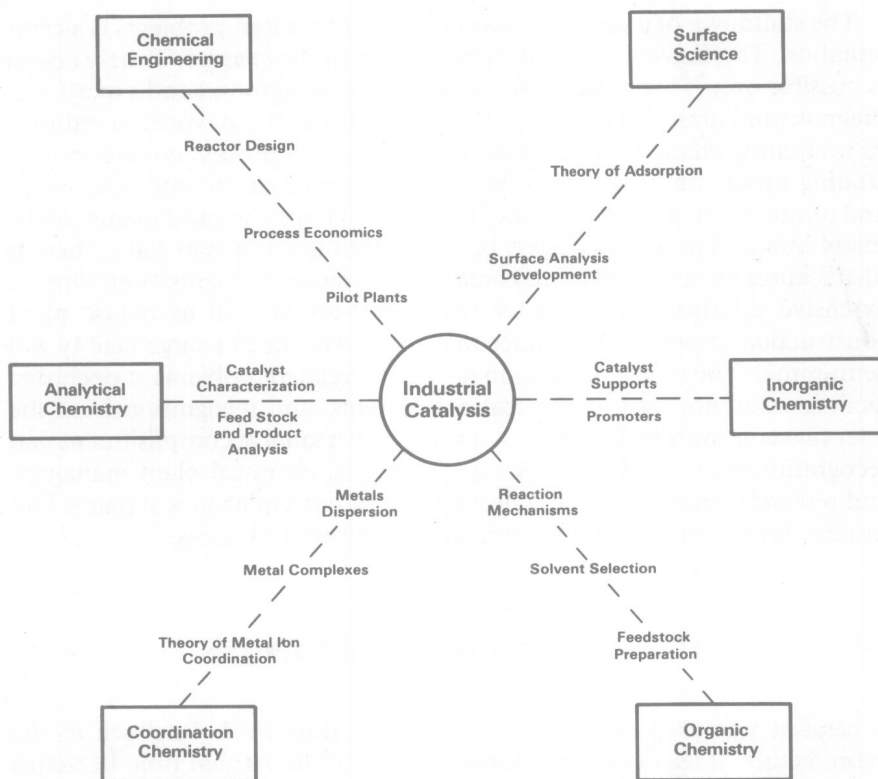 Chemical
Engineering
Surface
Science
Reactor Design
Theory of Adsorption
Process Economics
Surface Analysis
Development
Pilot Plants
Analytical
Chemistry
Catalyst
Characterization
Feed Stock
and Product
Analysis
Industrial
Catalysis
Catalyst
Supports
Promoters
Inorganic
Chemistry
Metals
Dispersion
Reaction
Mechanisms
Metal Complexes
Solvent Selection
Theory of Metal Ion
Coordination
Feedstock
Preparation
Coordination
Chemistry
Organic
Chemistry